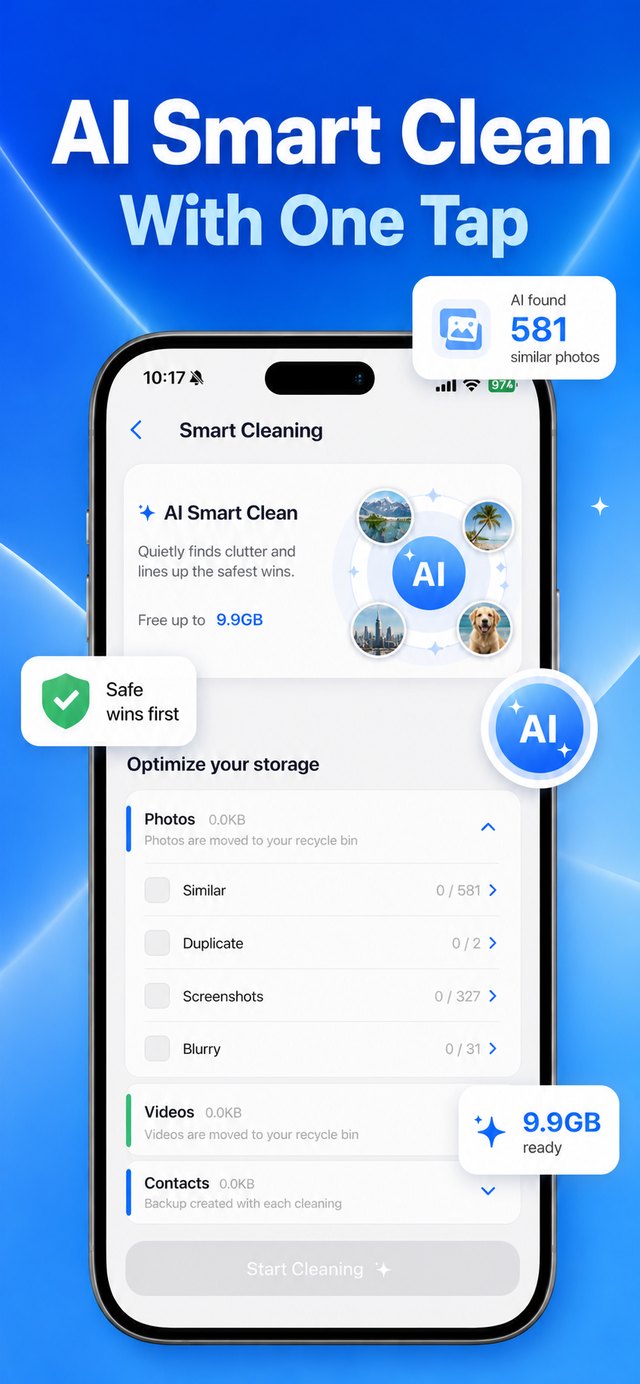 AI Smart Clean
With One Tap
AI found
581
similar photos
10:17
97%
Smart Cleaning
AI Smart Clean
Quietly finds clutter and
lines up the safest wins.
Free up to 9.9GB
AI
Safe
wins first
AI
Optimize your storage
Photos 0.0KB
Photos are moved to your recycle bin
Similar 0 / 581
Duplicate 0 / 2
Screenshots 0 / 327
Blurry 0 / 31
Videos 0.0KB
Videos are moved to your recycle bin
9.9GB
ready
Contacts 0.0KB
Backup created with each cleaning
Start Cleaning